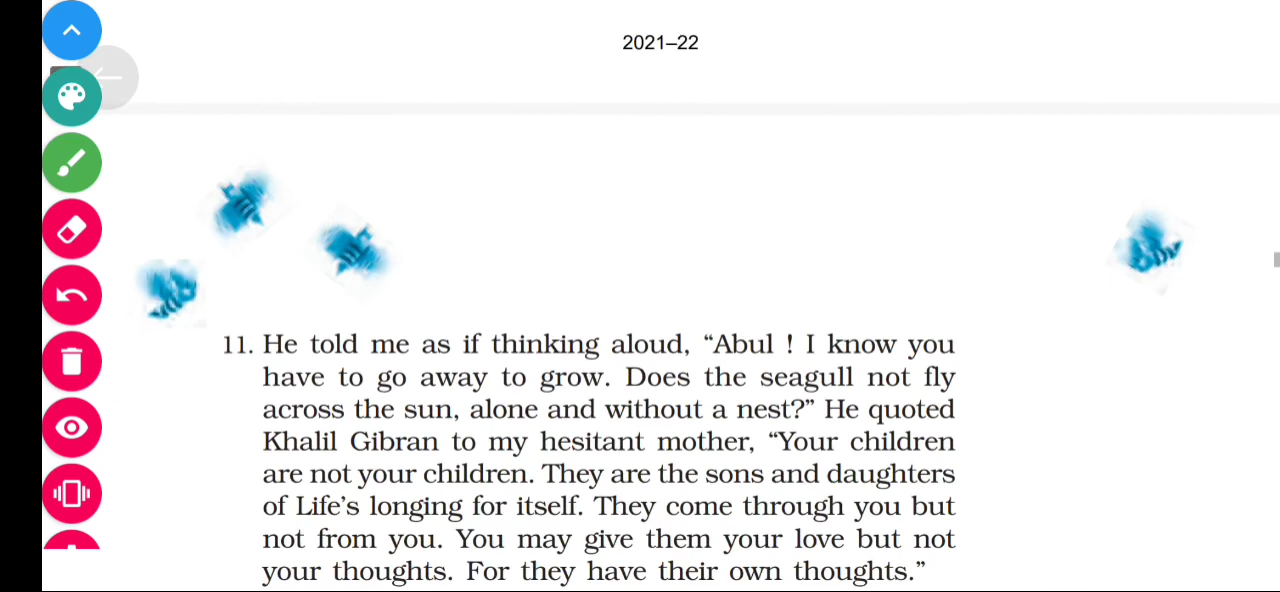 2021–22
11. He told me as if thinking aloud, “Abul ! I know you
have to go away to grow. Does the seagull not fly
across the sun, alone and without a nest?” He quoted
Khalil Gibran to my hesitant mother, “Your children
are not your children. They are the sons and daughters
of Life’s longing for itself. They come through you but
not from you. You may give them your love but not
your thoughts. For they have their own thoughts.”